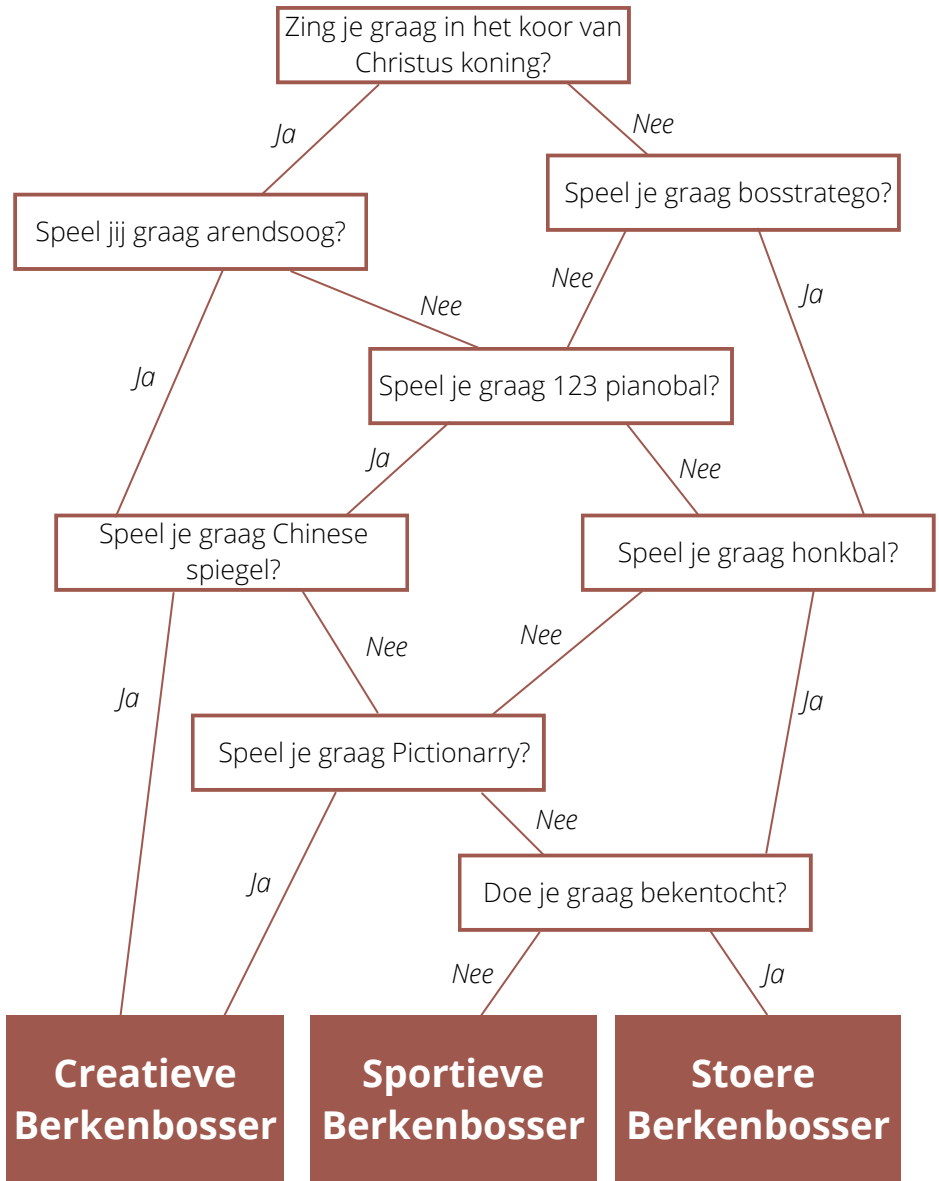 Zing je graag in het koor van
Christus koning?
Ja
Nee
Speel je graag bosstratego?
Speel jij graag arendsoog?
Nee
Ja
Nee
Ja
Speel je graag 123 pianobal?
Ja
Nee
Speel je graag Chinese
spiegel?
Speel je graag honkbal?
Nee
Nee
Ja
Ja
Speel je graag Pictionarry?
Nee
Ja
Doe je graag bekentocht?
Nee
Ja
Creatieve
Berkenbosser
Sportieve
Berkenbosser
Stoere
Berkenbosser